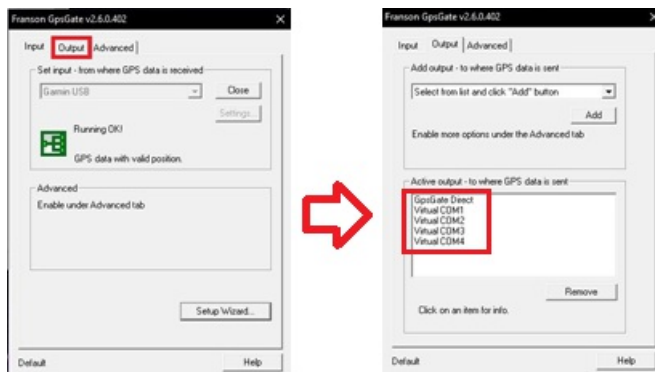 Franson GpsGate v2.6.0.402
Input
Output
Advanced
Set input - from where GPS data is received
Garmin USB
Close
Settings...
Running OK!
GPS data with valid position.
Advanced
Enable under Advanced tab
Setup Wizard...
Default
Help
Franson GpsGate v2.6.0.402
Input
Output
Advanced
Add output - to where GPS data is sent
Select from list and click "Add" button
Add
Enable more options under the Advanced tab
Active output - to where GPS data is sent
GpsGate Direct
Virtual COM1
Virtual COM2
Virtual COM3
Virtual COM4
Remove
Click on an item for info.
Default
Help